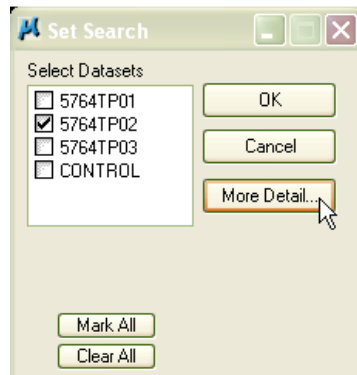 Set Search
Select Datasets
5764TP01
5764TP02
5764TP03
CONTROL
OK
Cancel
More Detail...
Mark All
Clear All